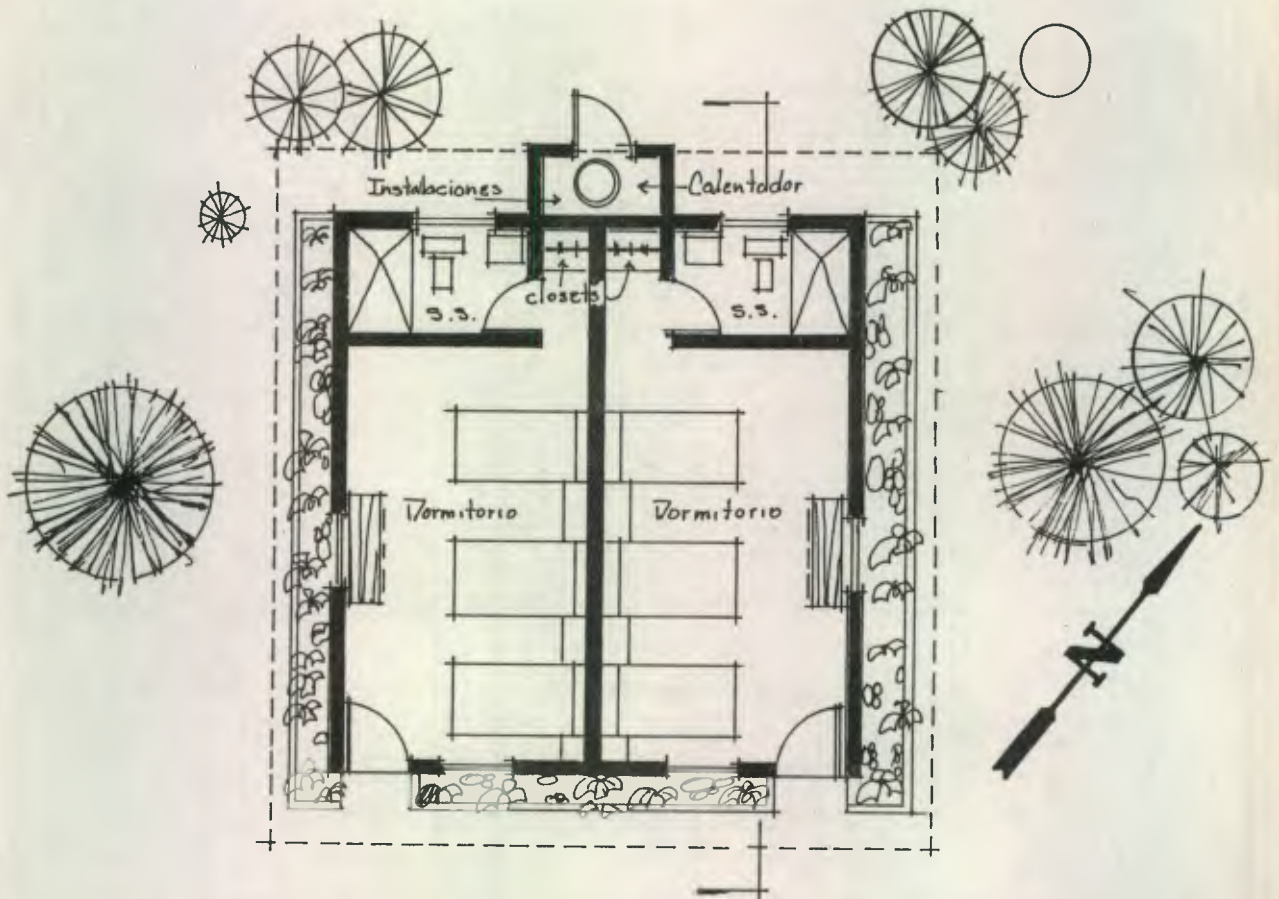 Instalaciones
Calentador
closets
S.S.
S.S.
Dormitorio
Dormitorio
N